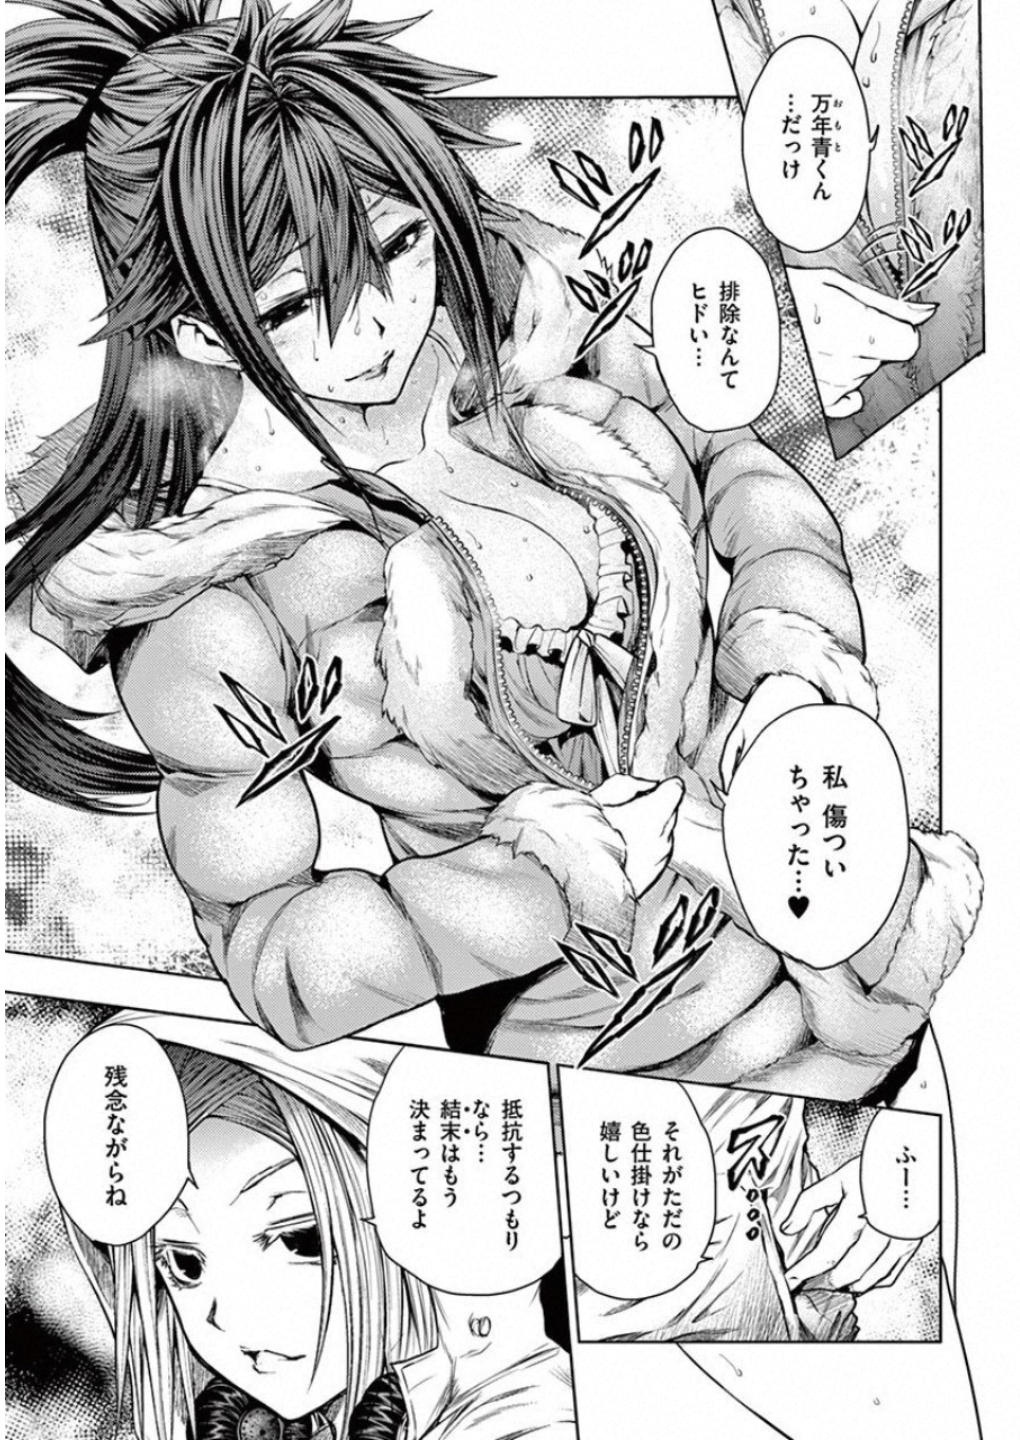 万年青くん
おもと
…だっけ
排除なんて
ヒドい…
私 傷つい
ちゃった…♥
ふー…
それがただの
色仕掛けなら
嬉しいけど
抵抗するつもり
なら…
結末はもう
決まってるよ
残念ながらね